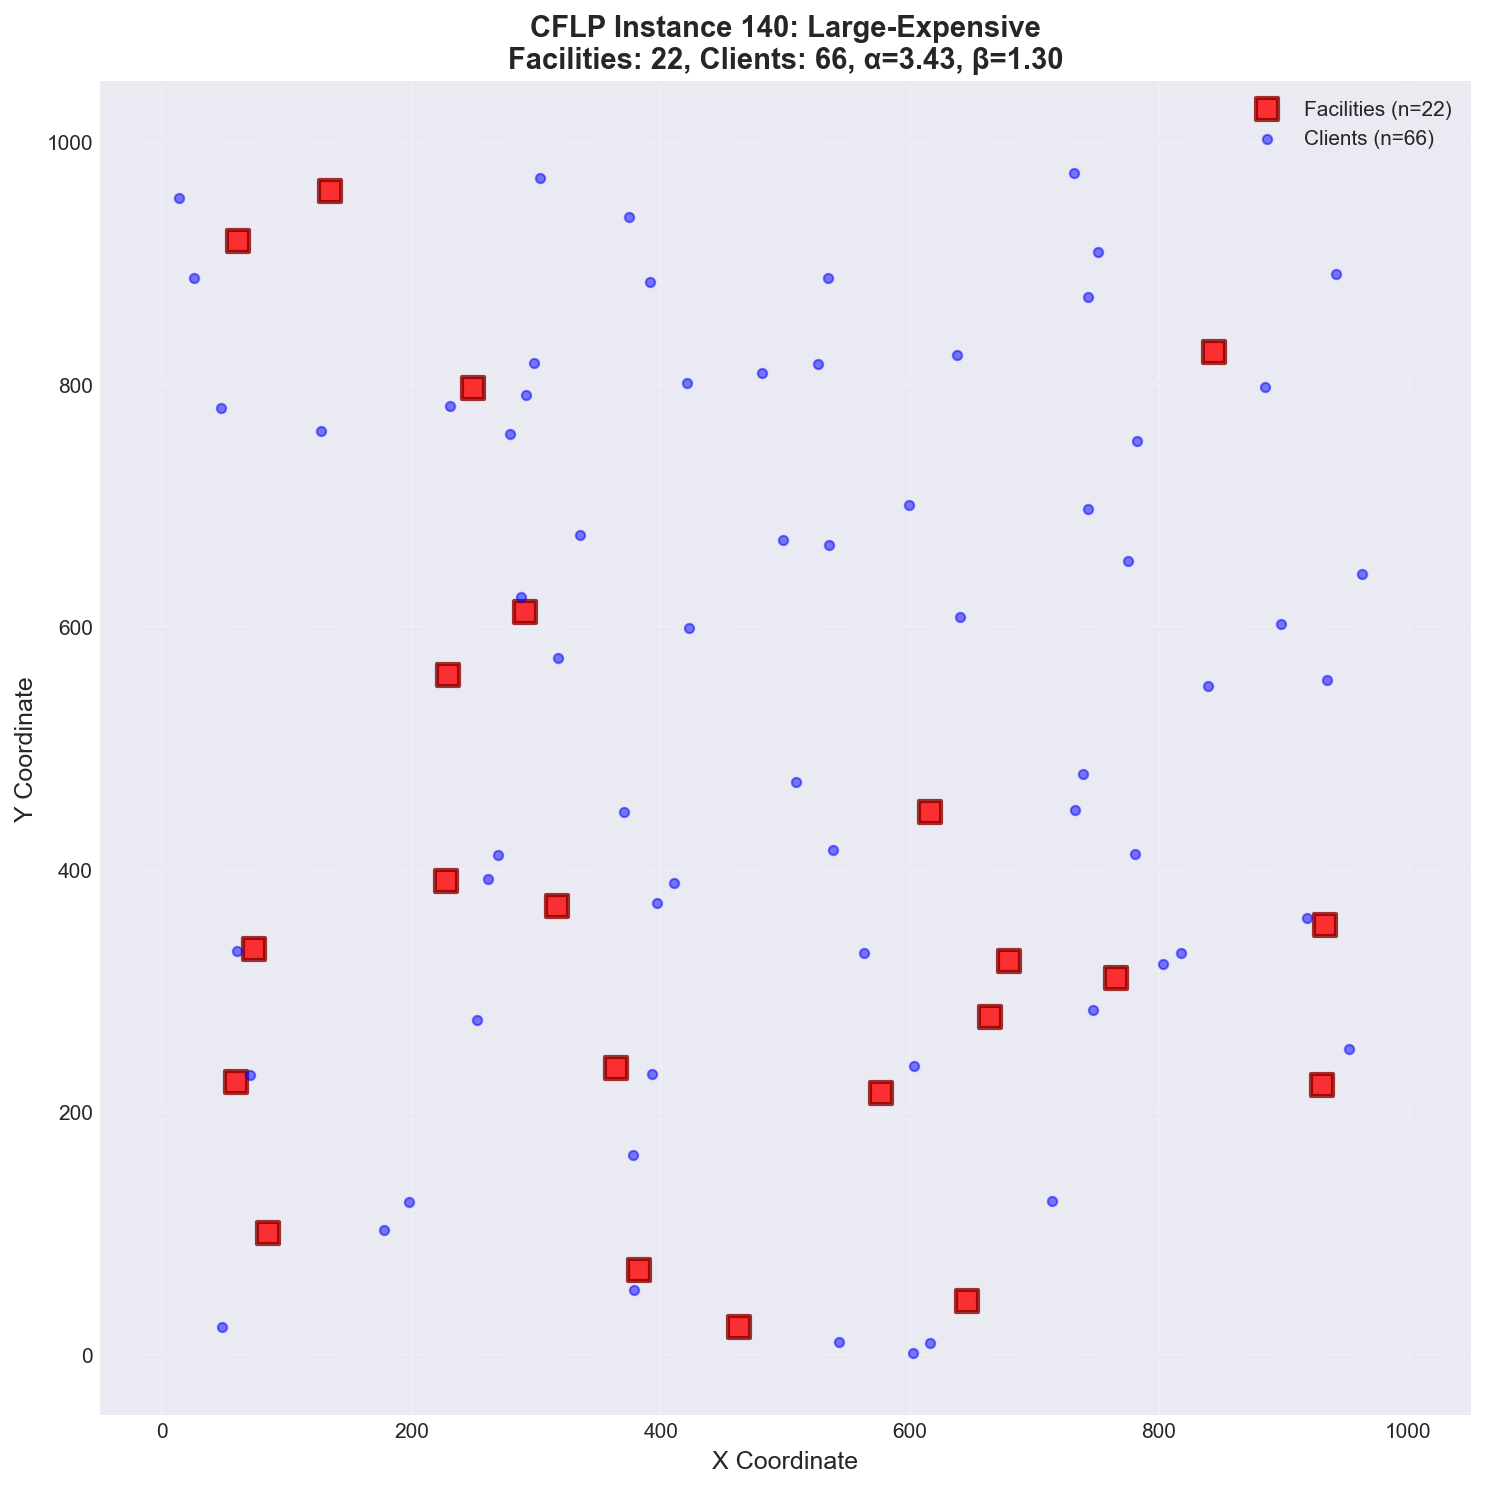 CFLP Instance 140: Large-Expensive
Facilities: 22, Clients: 66, α=3.43, β=1.30
Facilities (n=22)
Clients (n=66)
1000
800
600
400
200
0
Y Coordinate
0 200 400 600 800 1000
X Coordinate